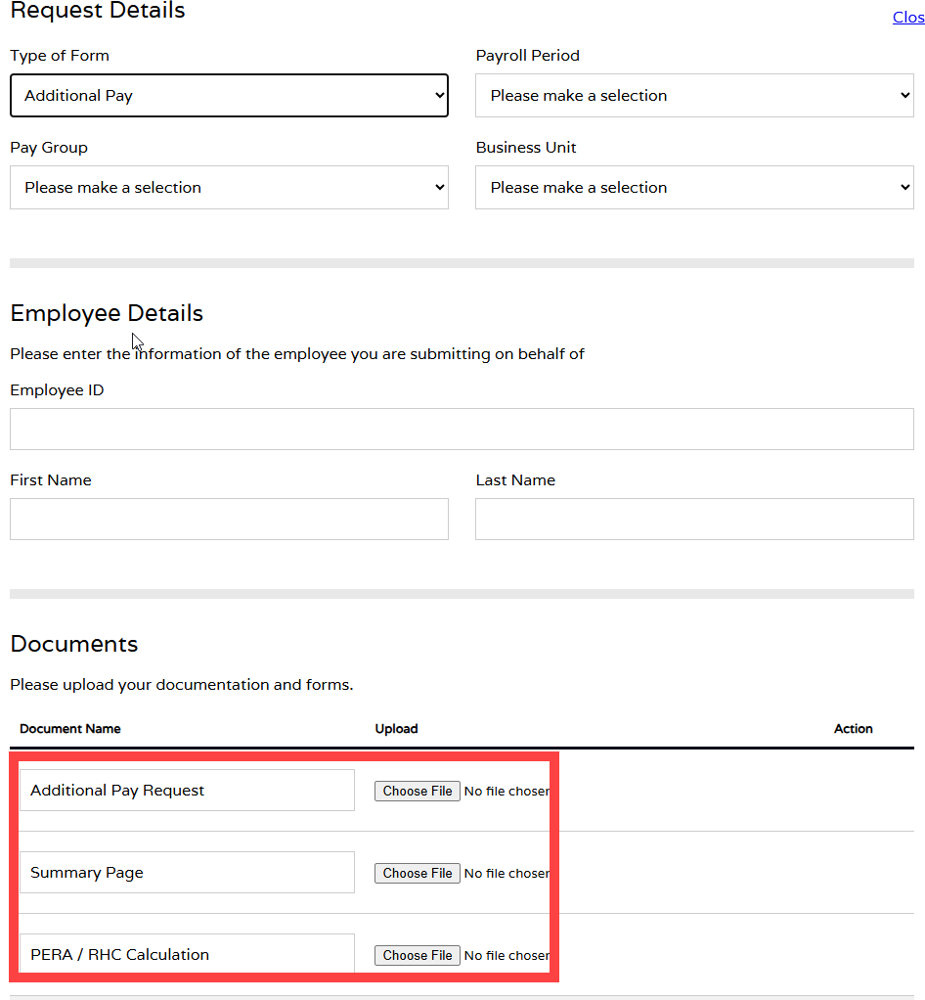 Request Details
Clos
Type of Form
Payroll Period
Additional Pay
Please make a selection
Pay Group
Business Unit
Please make a selection
Please make a selection
Employee Details
Please enter the information of the employee you are submitting on behalf of
Employee ID
First Name
Last Name
Documents
Please upload your documentation and forms.
Document Name
Upload
Action
Additional Pay Request
Choose File No file chosen
Summary Page
Choose File No file chosen
PERA / RHC Calculation
Choose File No file chosen